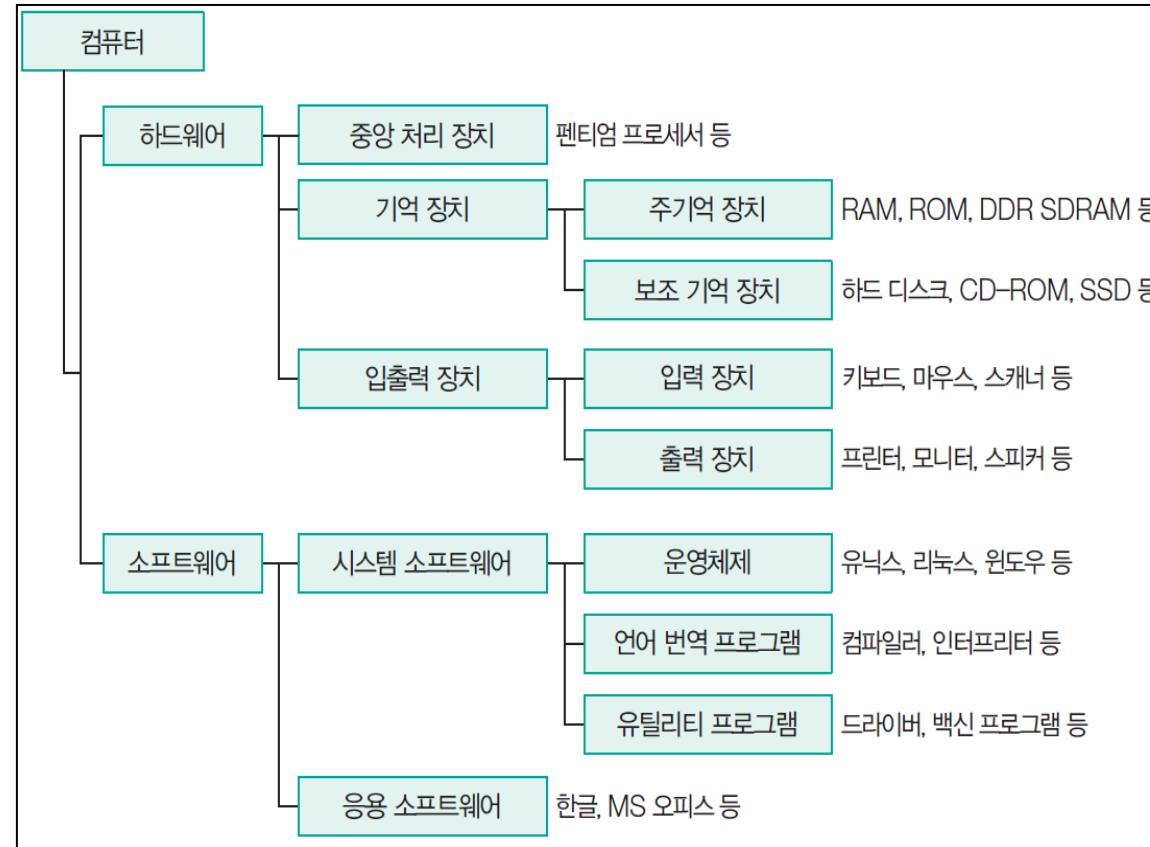 컴퓨터
하드웨어
중앙 처리 장치
펜티엄 프로세서 등
기억 장치
주기억 장치
RAM, ROM, DDR SDRAM 등
보조 기억 장치
하드 디스크, CD-ROM, SSD 등
입출력 장치
입력 장치
키보드, 마우스, 스캐너 등
출력 장치
프린터, 모니터, 스피커 등
소프트웨어
시스템 소프트웨어
운영체제
유닉스, 리눅스, 윈도우 등
언어 번역 프로그램
컴파일러, 인터프리터 등
유틸리티 프로그램
드라이버, 백신 프로그램 등
응용 소프트웨어
한글, MS 오피스 등